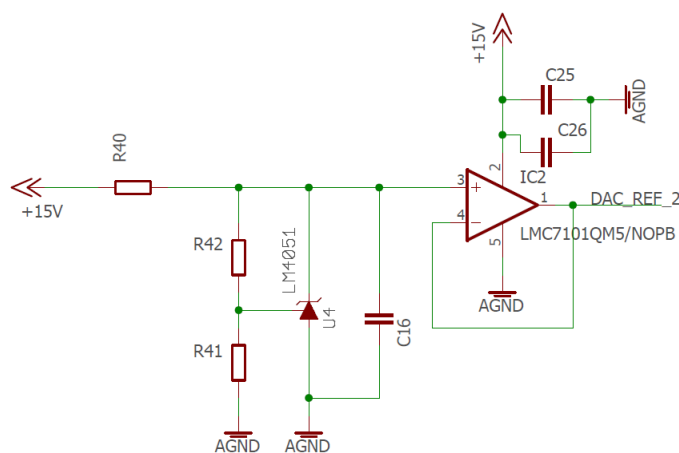 +15V
C25
AGND
C26
R40
IC2
2
3
+
1
DAC_REF_2
+15V
4
−
LMC7101QM5/NOPB
R42
LM4051
5
U4
AGND
C16
R41
AGND
AGND